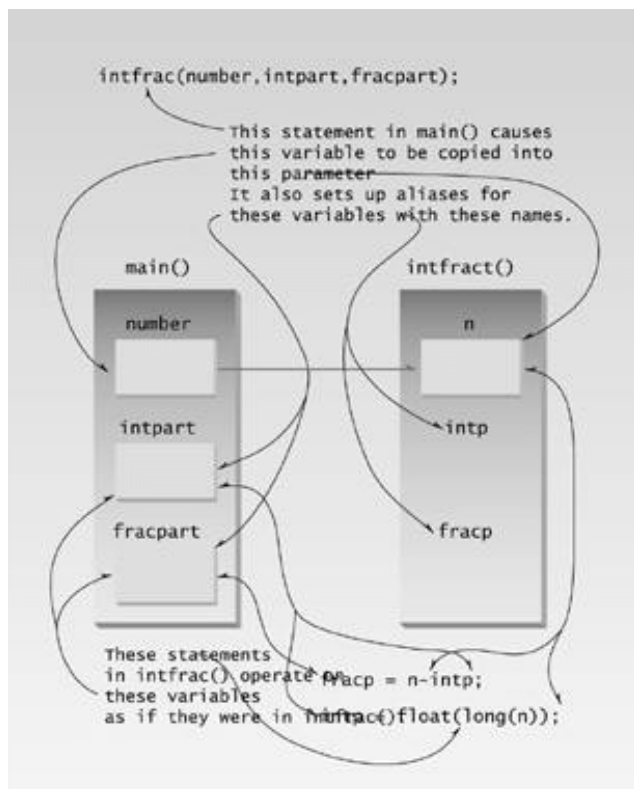 intfrac(number,intpart,fracpart);
This statement in main() causes
this variable to be copied into
this parameter
It also sets up aliases for
these variables with these names.
main() intfract()
number n
intpart intp
fracpart fracp
These statements
in intfrac() operate on
these variables
as if they were in
fracp = n-intp;
float(long(n));